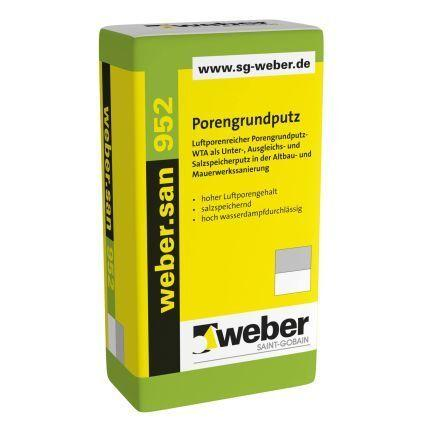 www.sg-weber.de
weber.san 952
Porengrundputz
Luftporenreicher Porengrundputz-
WTA als Unter-, Ausgleichs- und
Salzspeicherputz in der Altbau- und
Mauerwerkssanierung
• hoher Luftporengehalt
• salzspeichernd
• hoch wasserdampfdurchlässig
weber
SAINT-GOBAIN
weber.san
952